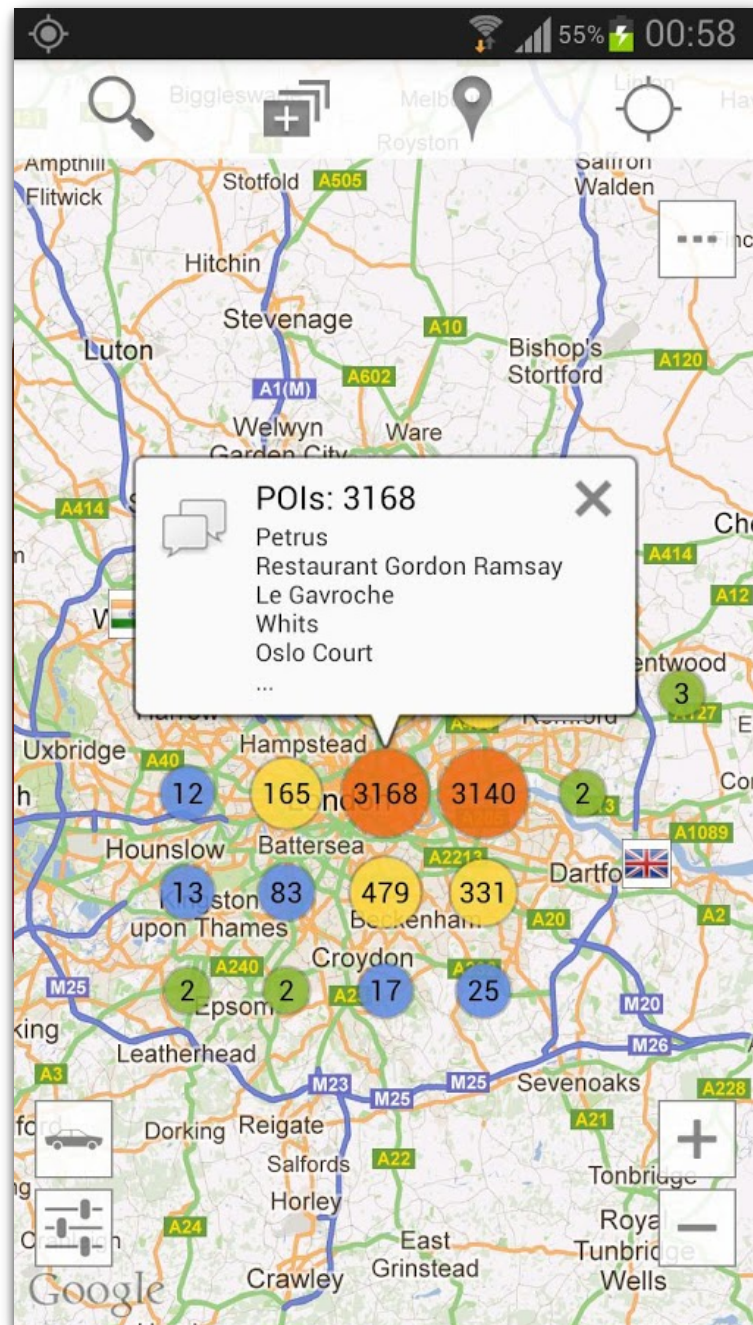 55% 00:58
Royston
Ampthill
Saffron
Walden
Flitwick
Stotfold A505
Hitchin
Stevenage
A10
Luton
Bishop's
Stortford
A120
A602
A1(M)
Welwyn
Garden City
Ware
A414
POIs: 3168
Petrus
Restaurant Gordon Ramsay
Le Gavroche
Whits
Oslo Court
...
A414
A12
3
A127
Uxbridge
A40
Hampstead
12
165
3168
3140
2
A1089
Hounslow
Battersea
A2213
13
83
479
331
Kingston
upon Thames
Beckenham
A20
A2
Croydon
A240
M25
2
2
17
25
Epsom
M20
M26
Leatherhead
A3
M23
M25
M25
Sevenoaks
A228
Dorking
Reigate
A21
Salfords
A22
Tonbridge
Horley
A24
East
Grinstead
Royal
Tunbridge
Wells
Crawley
Google